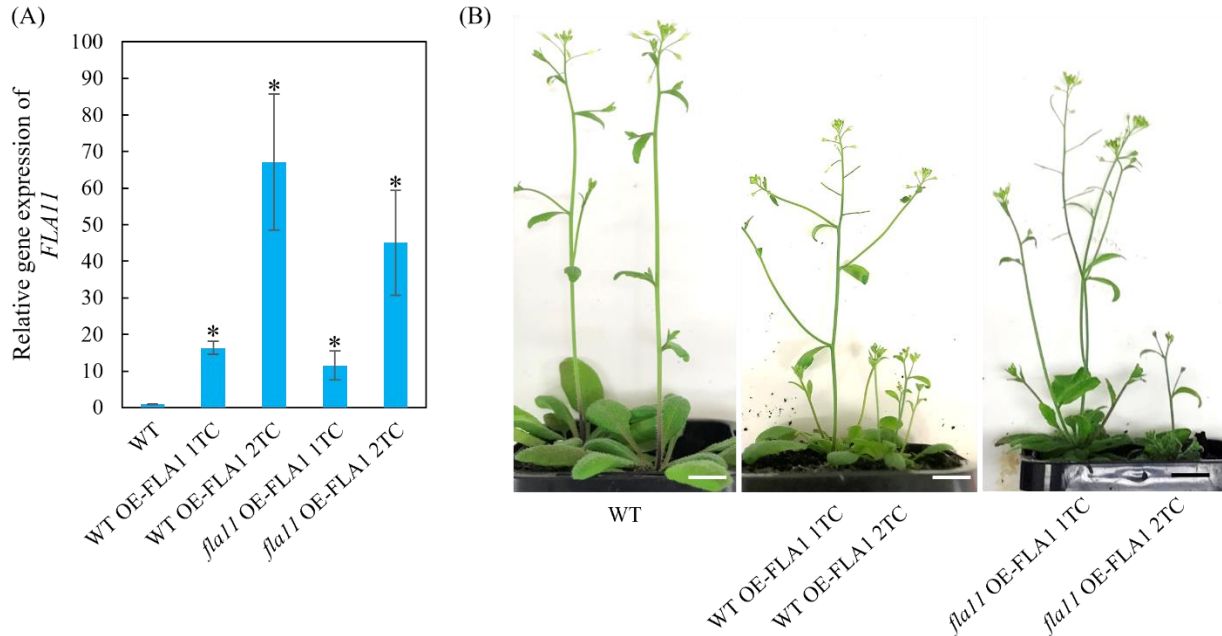 (A)
Relative gene expression of
FLA11
100
90
80
70
60
50
40
30
20
10
0
*
*
*
*
WT
WT OE-FLA1 1TC
WT OE-FLA1 2TC
fla11 OE-FLA1 1TC
fla11 OE-FLA1 2TC
(B)
WT
WT OE-FLA1 1TC
WT OE-FLA1 2TC
fla11 OE-FLA1 1TC
fla11 OE-FLA1 2TC